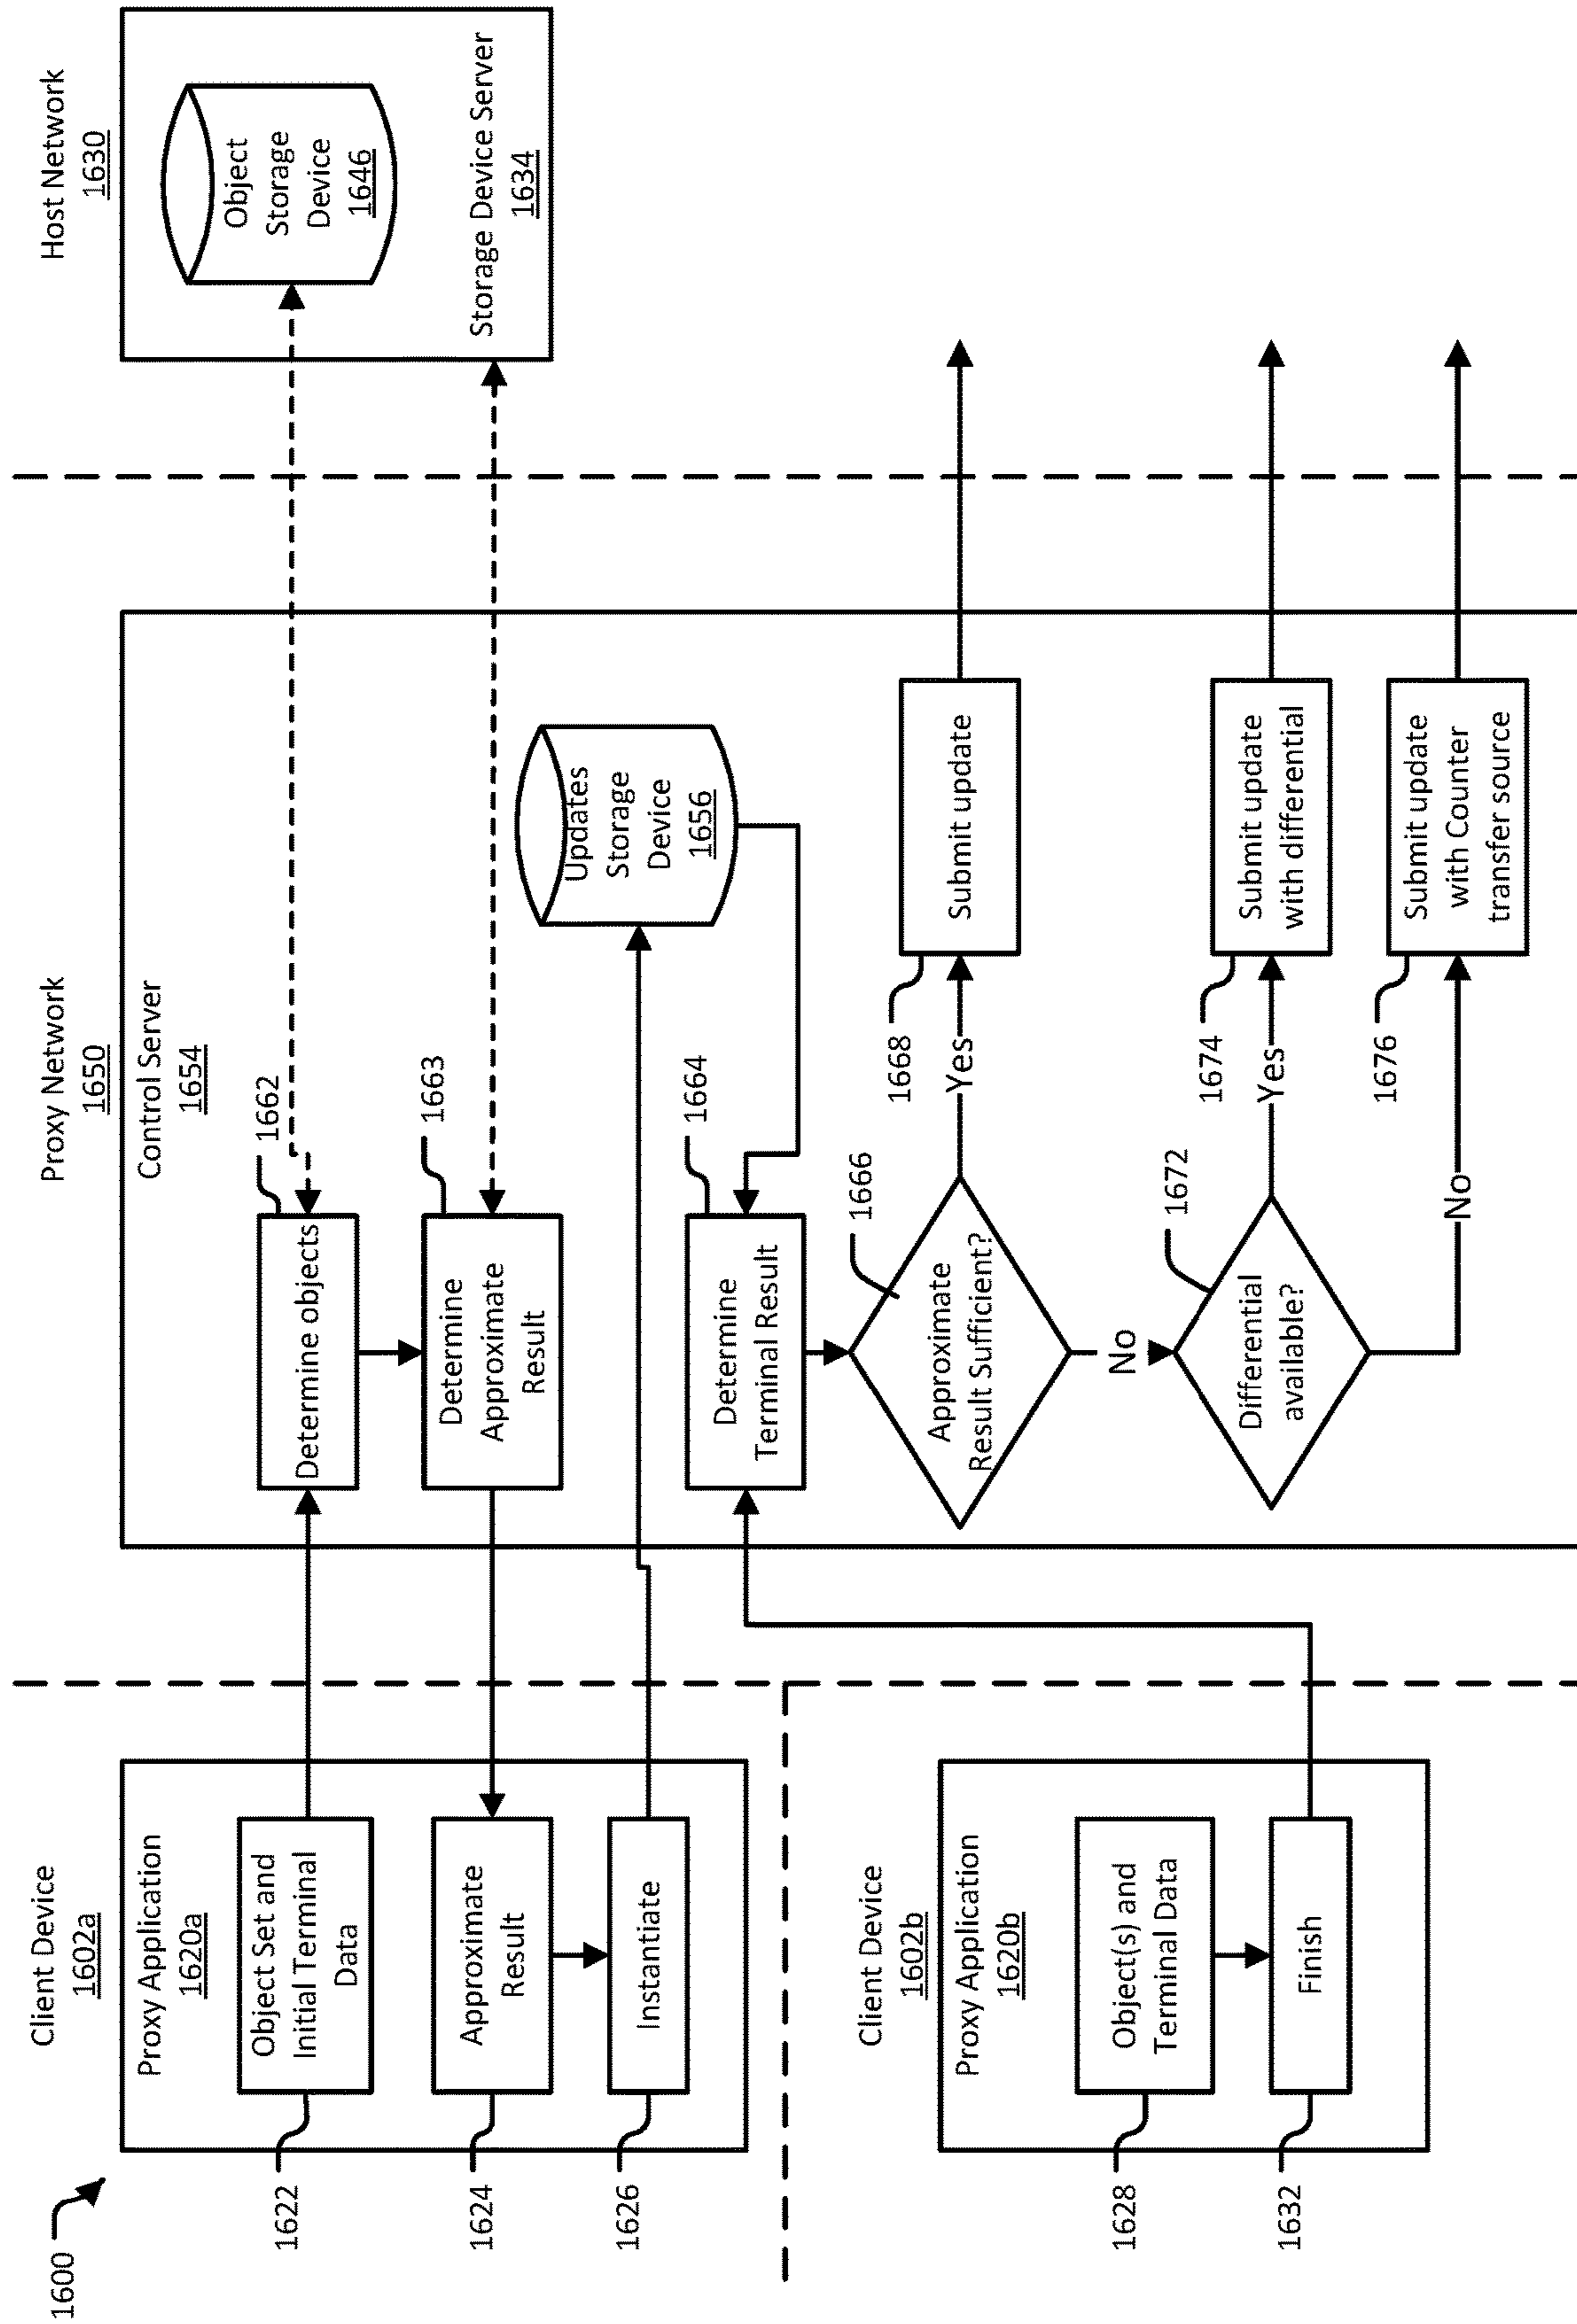 1600
Client Device
1602a
Proxy Application
1620a
1622
Object Set and
Initial Terminal
Data
1624
Approximate
Result
1626
Instantiate
Client Device
1602b
Proxy Application
1620b
1628
Object(s) and
Terminal Data
1632
Finish
Proxy Network
1650
Control Server
1654
1662
Determine objects
1663
Determine
Approximate
Result
Updates
Storage
Device
1656
1664
Determine
Terminal Result
1666
Approximate
Result Sufficient?
Yes
1668
Submit update
No
1672
Differential
available?
Yes
1674
Submit update
with differential
No
1676
Submit update
with Counter
transfer source
Host Network
1630
Object
Storage
Device
1646
Storage Device Server
1634